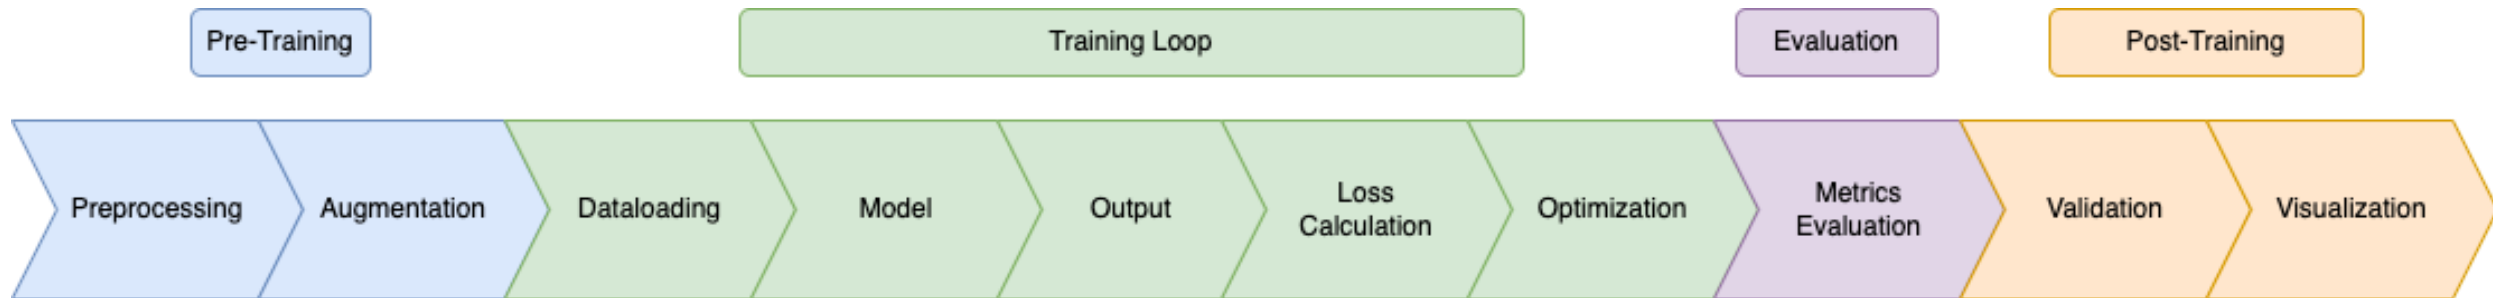 Pre-Training
Training Loop
Evaluation
Post-Training
Preprocessing
Augmentation
Dataloading
Model
Output
Loss
Calculation
Optimization
Metrics
Evaluation
Validation
Visualization